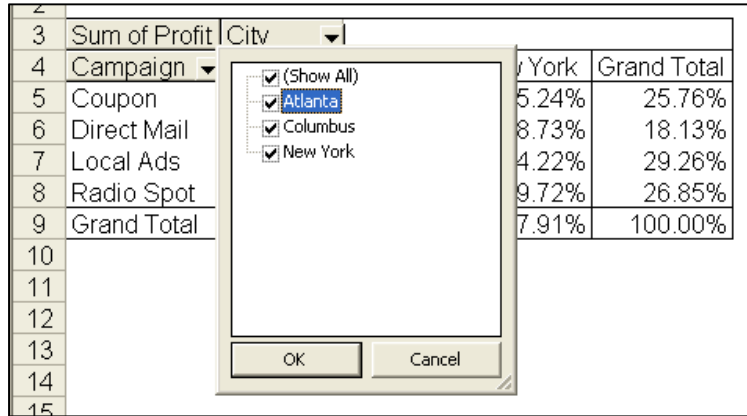 3 Sum of Profit City
4 Campaign York Grand Total
(Show All)
Atlanta
Columbus
New York
5 Coupon 5.24% 25.76%
6 Direct Mail 8.73% 18.13%
7 Local Ads 4.22% 29.26%
8 Radio Spot 9.72% 26.85%
9 Grand Total 7.91% 100.00%
10
11
12
13
OK Cancel
14
15